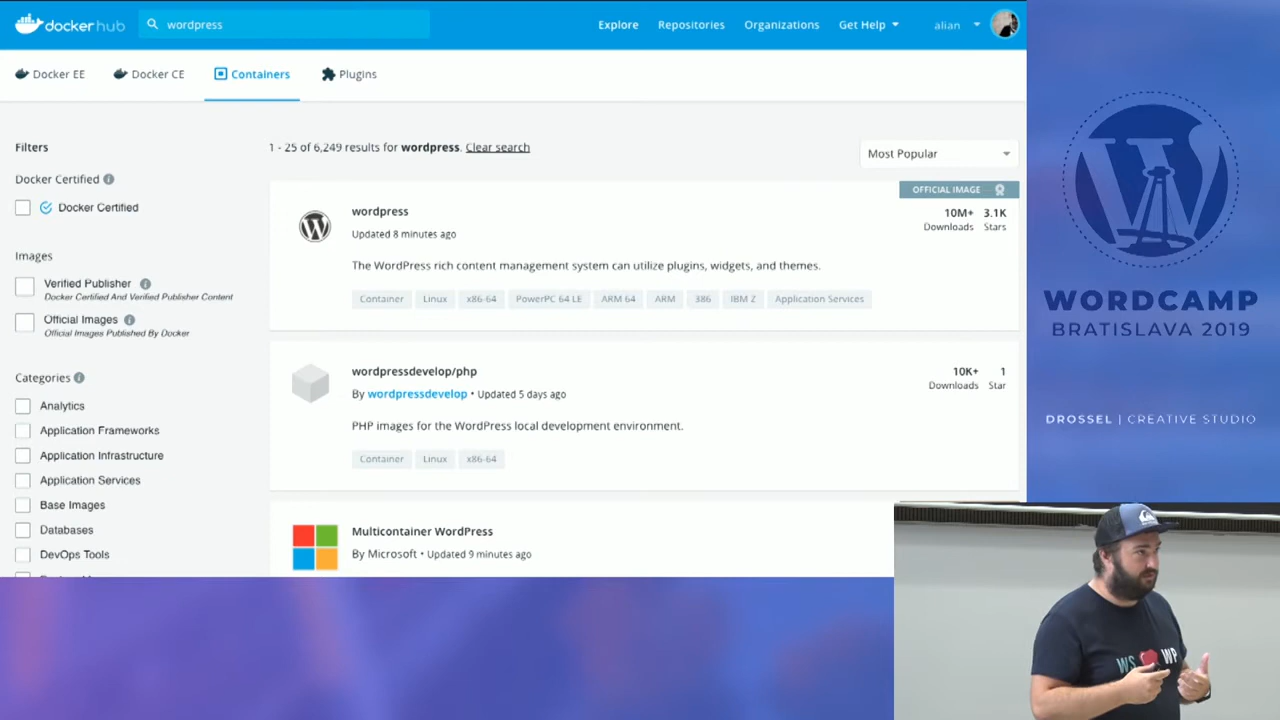 dockerhub
wordpress
Explore
Repositories
Organizations
Get Help
alian
Docker EE
Docker CE
Containers
Plugins
Filters
1 - 25 of 6,249 results for wordpress. Clear search
Most Popular
Docker Certified
Docker Certified
Images
Verified Publisher
Docker Certified And Verified Publisher Content
Official Images
Official Images Published By Docker
Categories
Analytics
Application Frameworks
Application Infrastructure
Application Services
Base Images
Databases
DevOps Tools
OFFICIAL IMAGE
wordpress
Updated 8 minutes ago
10M+ 3.1K
Downloads Stars
The WordPress rich content management system can utilize plugins, widgets, and themes.
Container Linux x86-64 PowerPC 64 LE ARM 64 ARM 386 IBM Z Application Services
wordpressdevelop/php
By wordpressdevelop • Updated 5 days ago
10K+ 1
Downloads Star
PHP images for the WordPress local development environment.
Container Linux x86-64
Multicontainer WordPress
By Microsoft • Updated 9 minutes ago
WORDCAMP
BRATISLAVA 2019
DROSSEL | CREATIVE STUDIO
WS WP